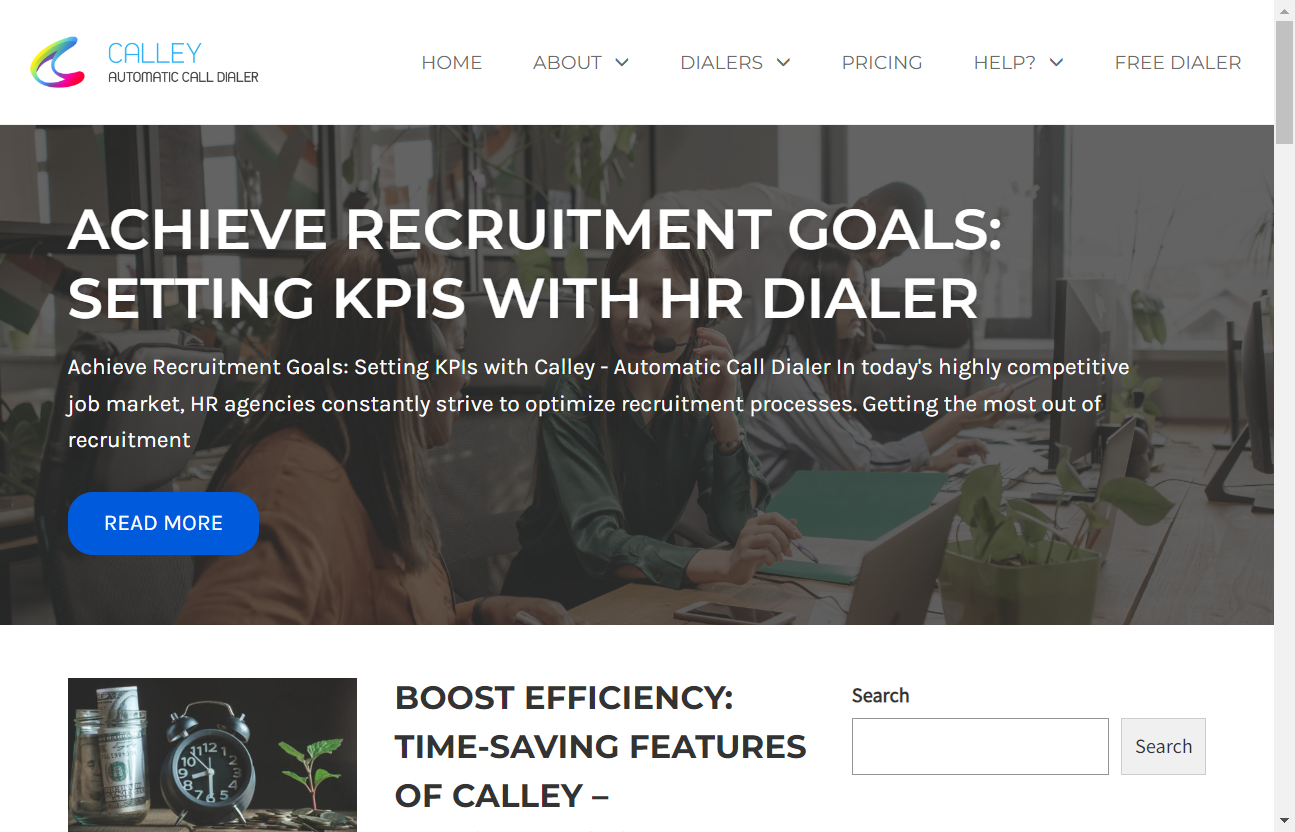 CALLEY
AUTOMATIC CALL DIALER
HOME
ABOUT
DIALERS
PRICING
HELP?
FREE DIALER
ACHIEVE RECRUITMENT GOALS:
SETTING KPIS WITH HR DIALER
Achieve Recruitment Goals: Setting KPIs with Calley - Automatic Call Dialer In today's highly competitive
job market, HR agencies constantly strive to optimize recruitment processes. Getting the most out of
recruitment
READ MORE
BOOST EFFICIENCY:
TIME-SAVING FEATURES
OF CALLEY –
Search
Search